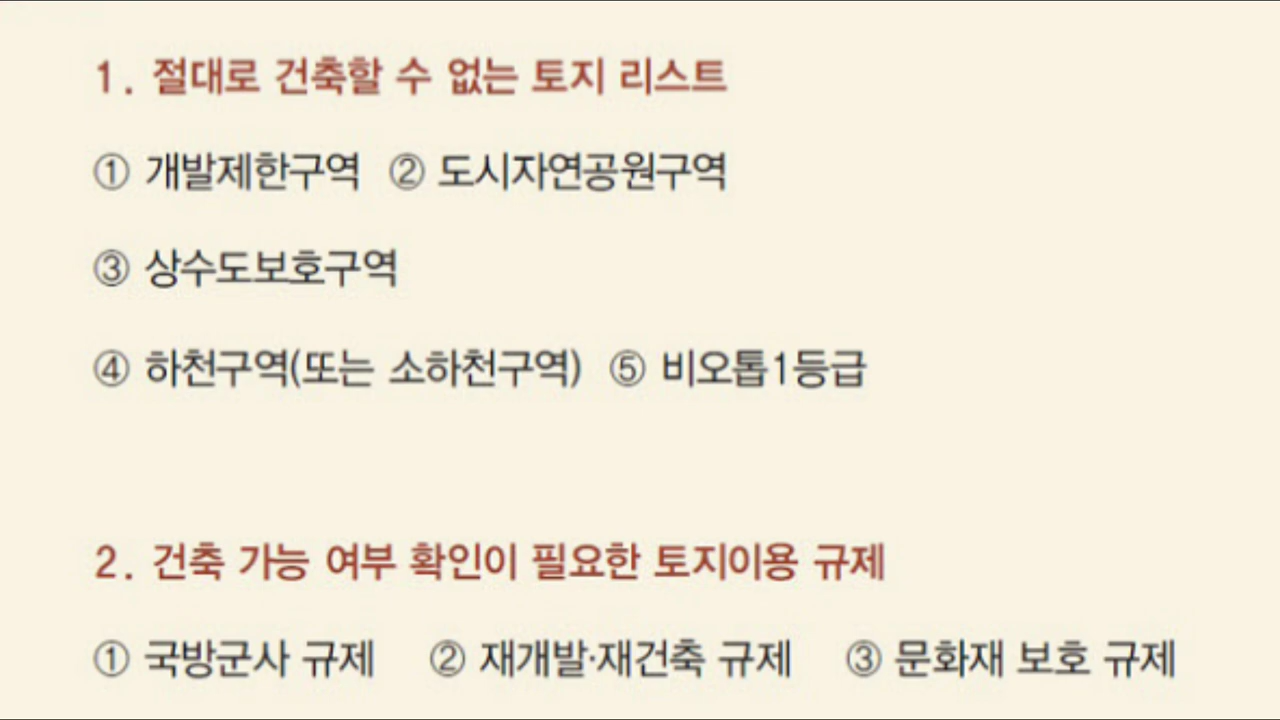 1. 절대로 건축할 수 없는 토지 리스트
① 개발제한구역 ② 도시자연공원구역
③ 상수도보호구역
④ 하천구역(또는 소하천구역) ⑤ 비오톱1등급
2. 건축 가능 여부 확인이 필요한 토지이용 규제
① 국방군사 규제 ② 재개발·재건축 규제 ③ 문화재 보호 규제